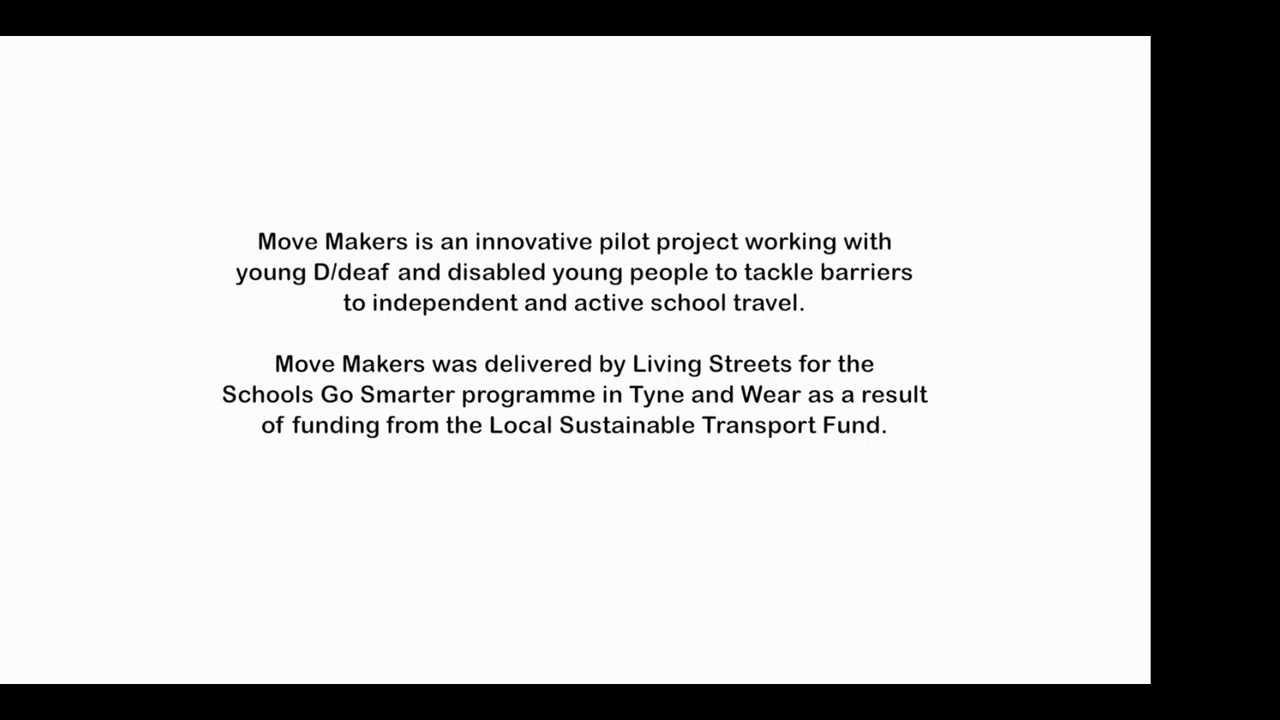 Move Makers is an innovative pilot project working with
young D/deaf and disabled young people to tackle barriers
to independent and active school travel.
Move Makers was delivered by Living Streets for the
Schools Go Smarter programme in Tyne and Wear as a result
of funding from the Local Sustainable Transport Fund.